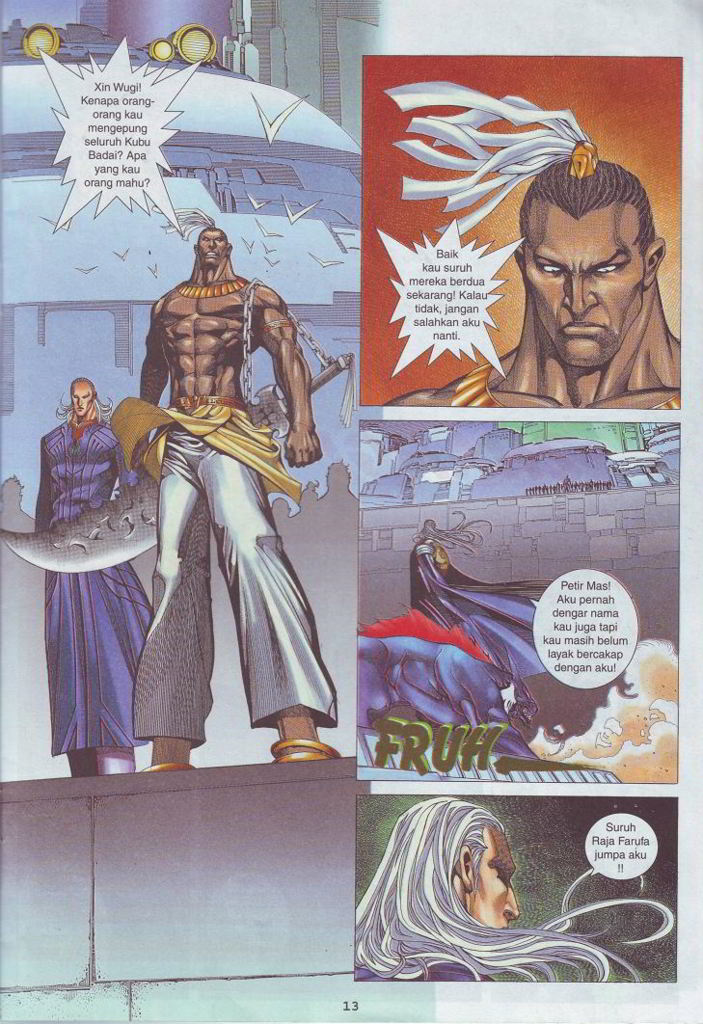 Xin Wugi!
Kenapa orang-
orang kau
mengepung
seluruh Kubu
Badai? Apa
yang kau
orang mahu?
Baik
kau suruh
mereka berdua
sekarang! Kalau
tidak, jangan
salahkan aku
nanti.
Petir Mas!
Aku pernah
dengar nama
kau juga tapi
kau masih belum
layak bercakap
dengan aku!
FRUH
Suruh
Raja Farufa
jumpa aku
!!
13